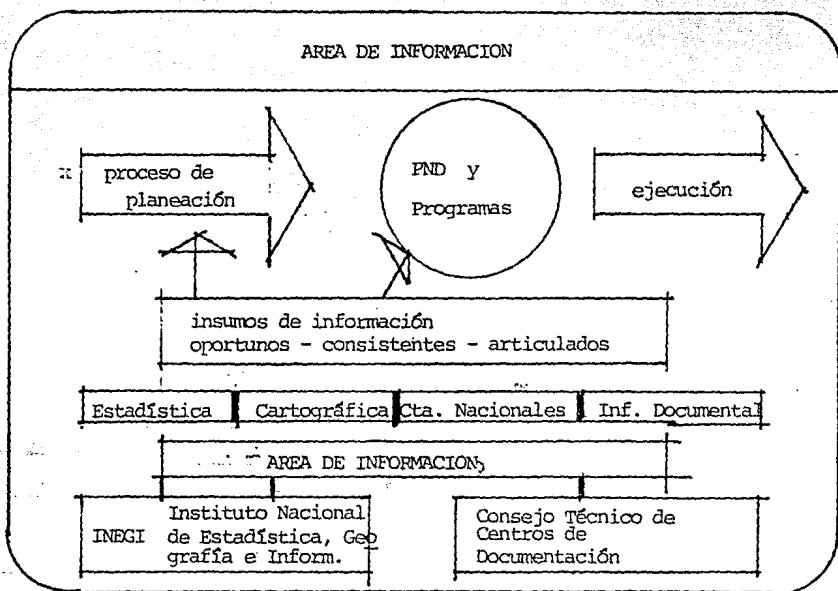 AREA DE INFORMACION
proceso de
planeación
PND y
Programas
ejecución
insumos de información
oportunos - consistentes - articulados
Estadística Cartográfica Cta. Nacionales Inf. Documental
AREA DE INFORMACION
INEGI Instituto Nacional
de Estadística, Geo
grafía e Inform.
Consejo Técnico de
Centros de
Documentación